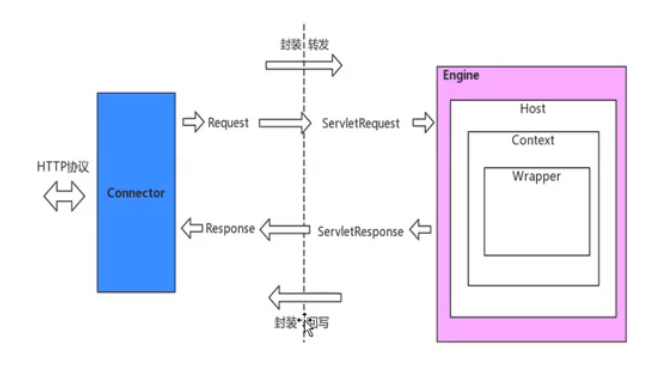 封装 转发
Engine
Host
Request
ServletRequest
Context
HTTP协议
Wrapper
Connector
Response
ServletResponse
封装 回写